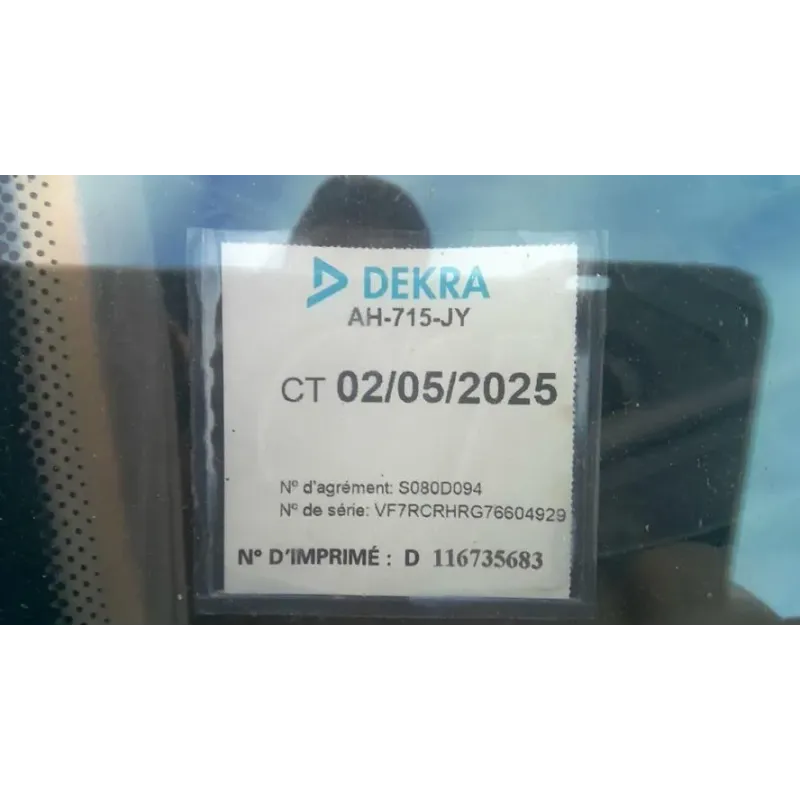 DEKRA
AH-715-JY
CT 02/05/2025
N° d'agrément: S080D094
N° de série: VF7RCRHRG76604929
N° D'IMPRIMÉ : D 116735683